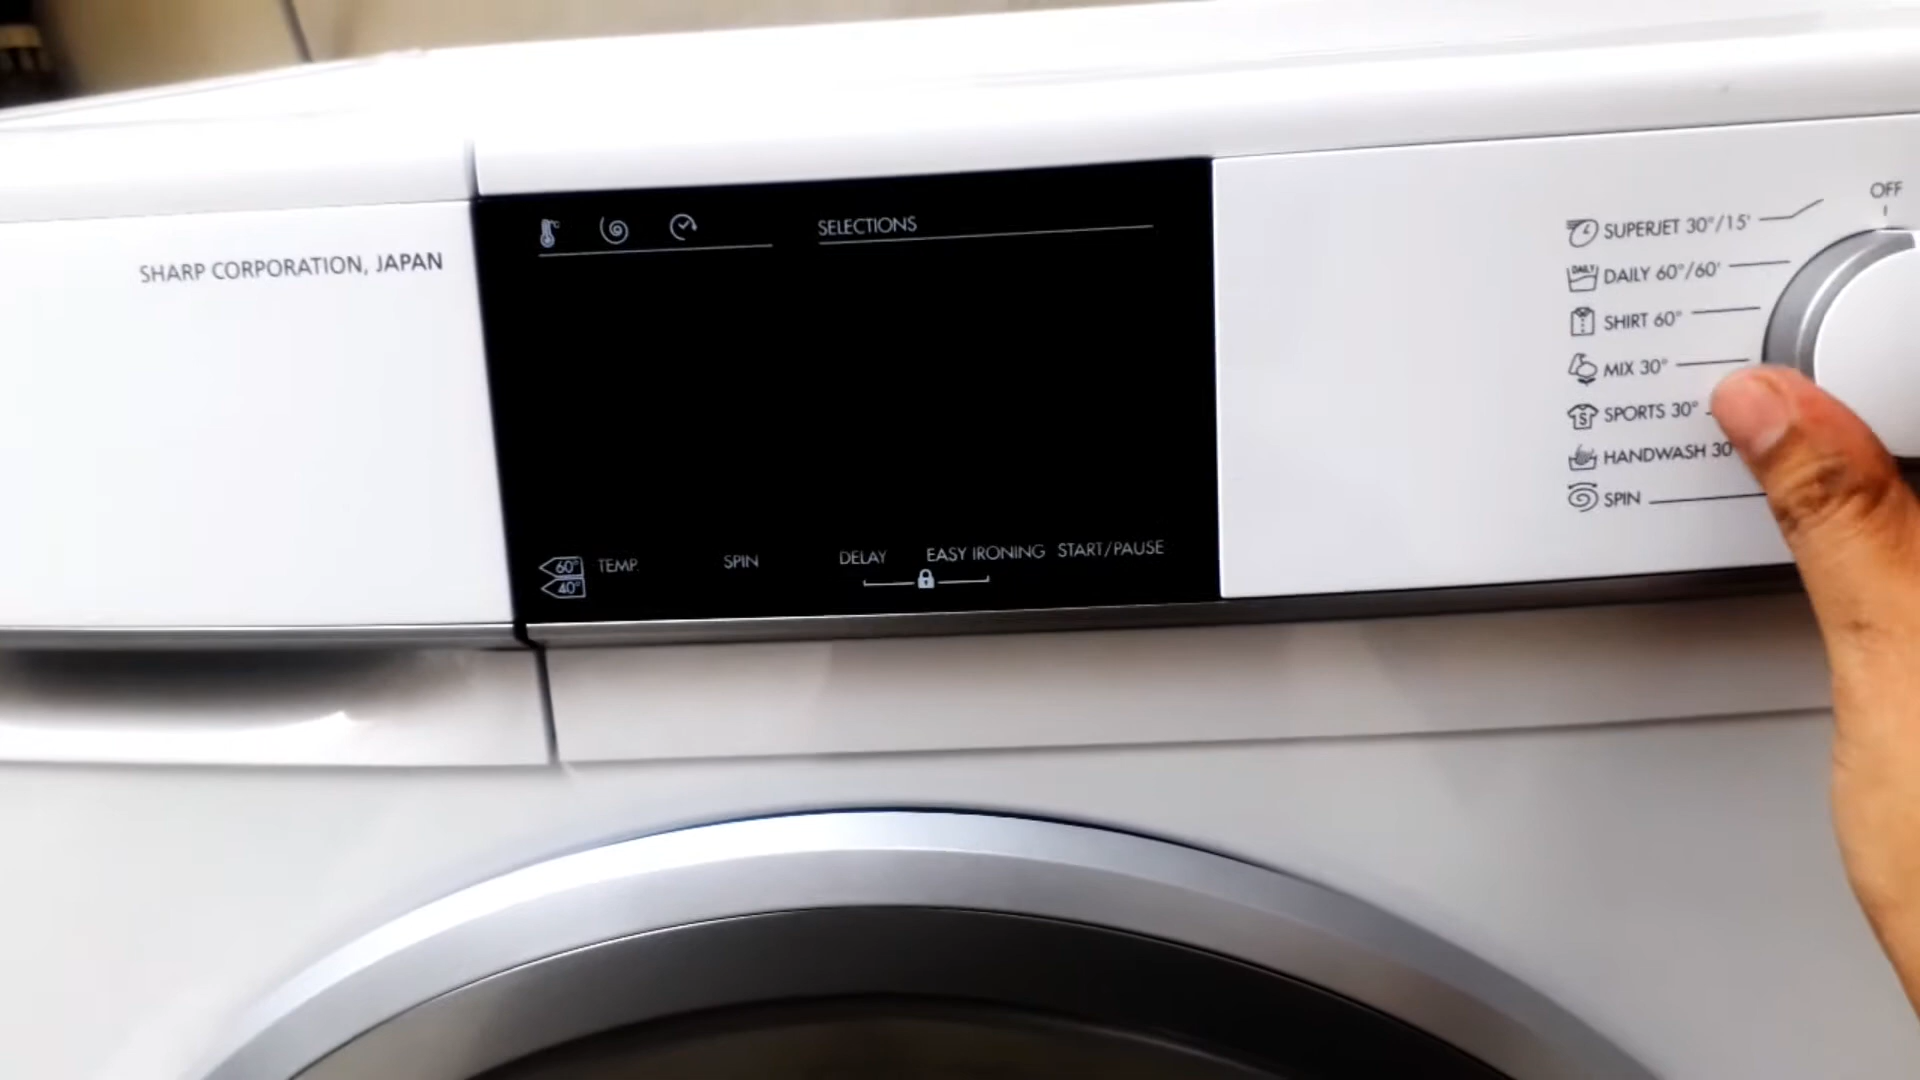 SHARP CORPORATION, JAPAN
SELECTIONS
60° TEMP.
40°
SPIN
DELAY
EASY IRONING
START/PAUSE
OFF
SUPERJET 30°/15'
DAILY DAILY 60°/60'
SHIRT 60°
MIX 30°
S SPORTS 30°
HANDWASH 30
SPIN